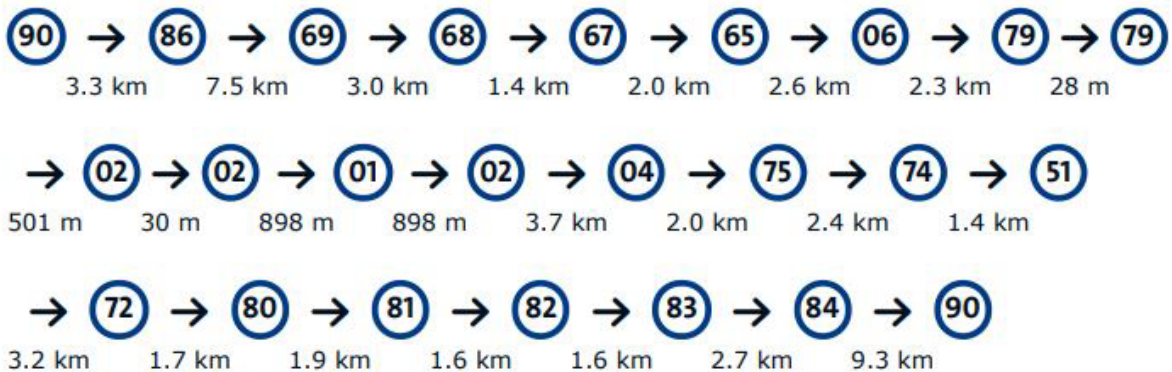 90 → 86 → 69 → 68 → 67 → 65 → 06 → 79 → 79
3.3 km 7.5 km 3.0 km 1.4 km 2.0 km 2.6 km 2.3 km 28 m
→ 02 → 02 → 01 → 02 → 04 → 75 → 74 → 51
501 m 30 m 898 m 898 m 3.7 km 2.0 km 2.4 km 1.4 km
→ 72 → 80 → 81 → 82 → 83 → 84 → 90
3.2 km 1.7 km 1.9 km 1.6 km 1.6 km 2.7 km 9.3 km